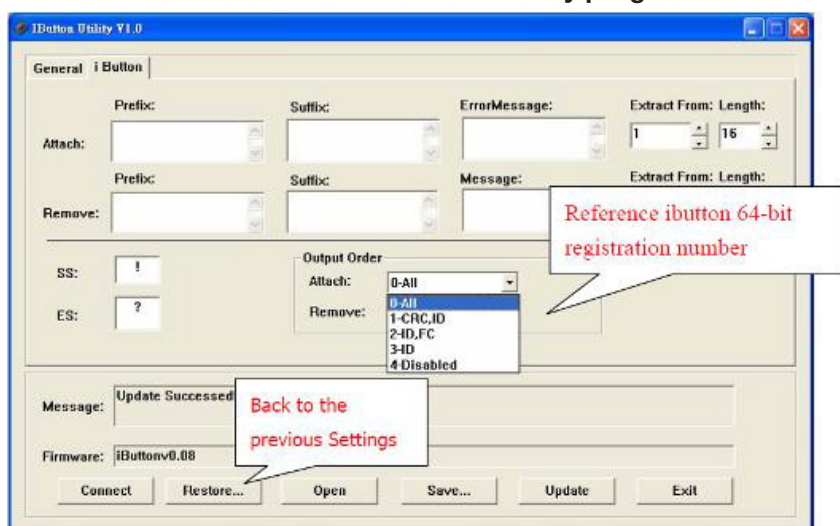 IButton Utility V1.0
General i Button
Prefix: Suffix: ErrorMessage: Extract From: Length:
Attach: 1 16
Prefix: Suffix: Message: Extract From: Length:
Remove:
Reference ibutton 64-bit
registration number
Output Order
SS: ! Attach: 0-All
ES: ? Remove: 0-All
1-CRC,ID
2-ID,FC
3-ID
4-Disabled
Message: Update Successed
Back to the
previous Settings
Firmware: iButtonv0.08
Connect Restore... Open Save... Update Exit